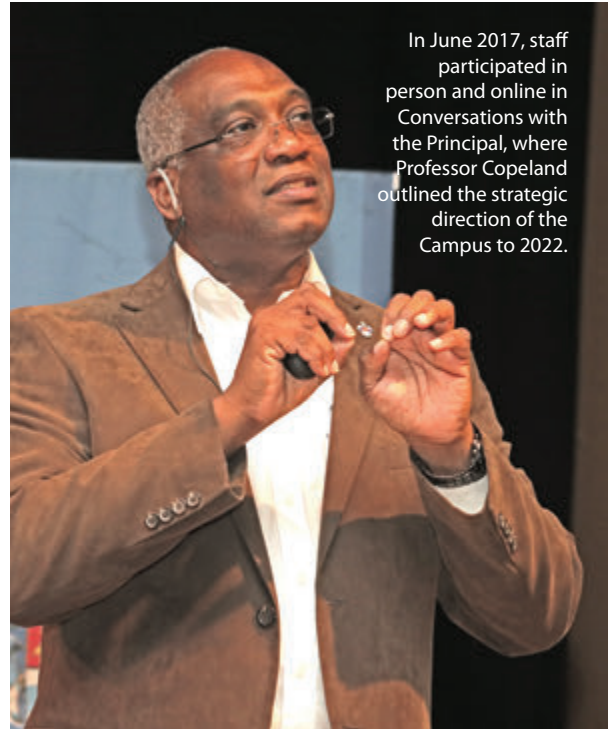 In June 2017, staff
participated in
person and online in
Conversations with
the Principal, where
Professor Copeland
outlined the strategic
direction of the
Campus to 2022.